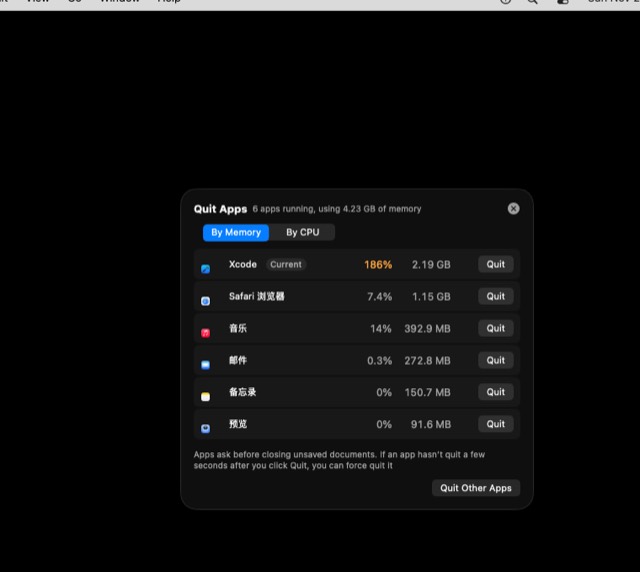 View Go Window Help
Quit Apps 6 apps running, using 4.23 GB of memory
By Memory By CPU
Xcode Current 186% 2.19 GB Quit
Safari 浏览器 7.4% 1.15 GB Quit
音乐 14% 392.9 MB Quit
邮件 0.3% 272.8 MB Quit
备忘录 0% 150.7 MB Quit
预览 0% 91.6 MB Quit
Apps ask before closing unsaved documents. If an app hasn't quit a few
seconds after you click Quit, you can force quit it
Quit Other Apps